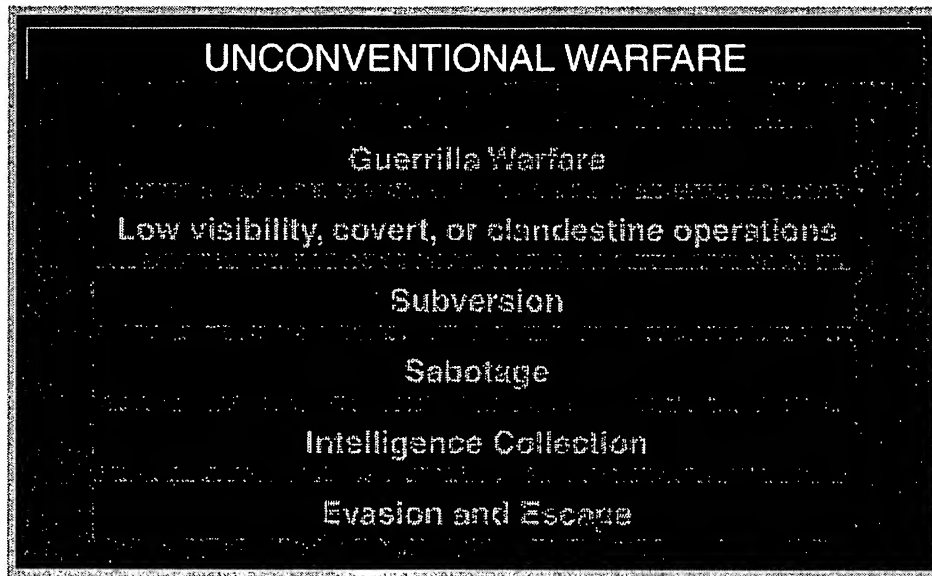 UNCONVENTIONAL WARFARE
Guerrilla Warfare
Low visibility, covert, or clandestine operations
Subversion
Sabotage
Intelligence Collection
Evasion and Escape